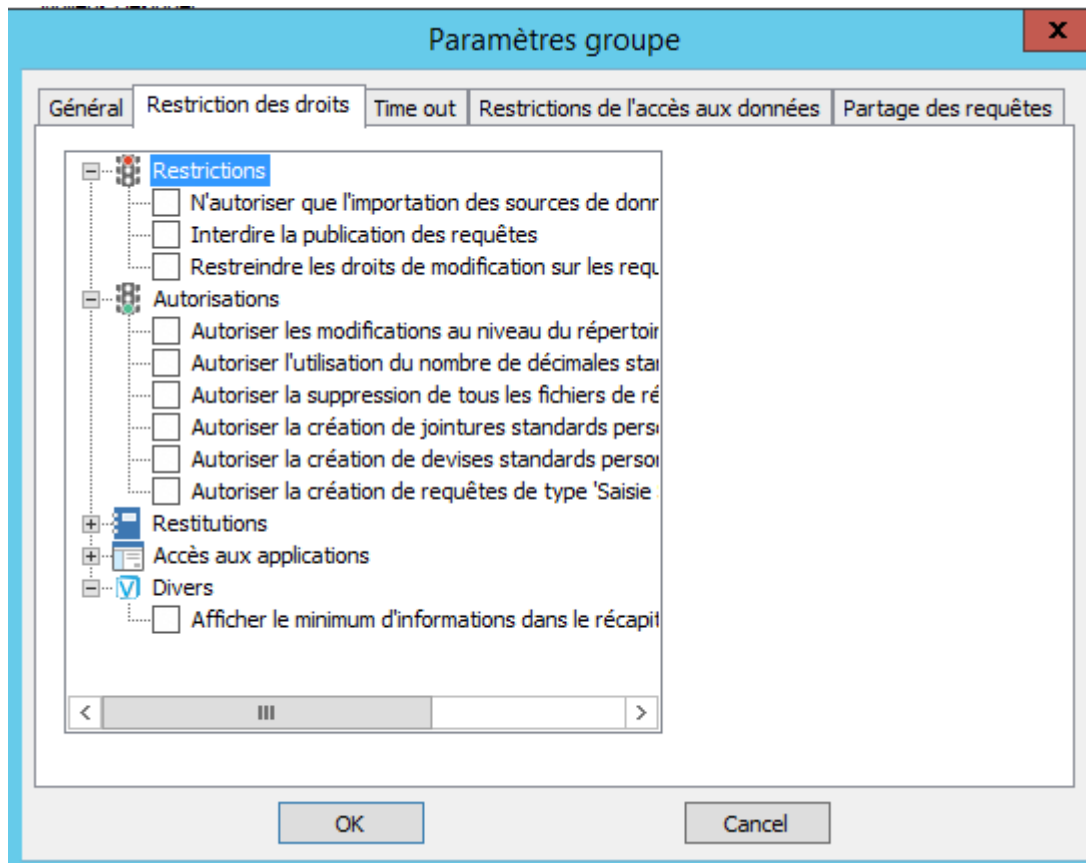 Paramètres groupe
x
Général Restriction des droits Time out Restrictions de l'accès aux données Partage des requêtes
Restrictions
N'autoriser que l'importation des sources de donr
Interdire la publication des requêtes
Restreindre les droits de modification sur les requ
Autorisations
Autoriser les modifications au niveau du répertoir
Autoriser l'utilisation du nombre de décimales star
Autoriser la suppression de tous les fichiers de ré
Autoriser la création de jointures standards perso
Autoriser la création de devises standards person
Autoriser la création de requêtes de type 'Saisie
Restitutions
Accès aux applications
Divers
Afficher le minimum d'informations dans le récapit
OK Cancel